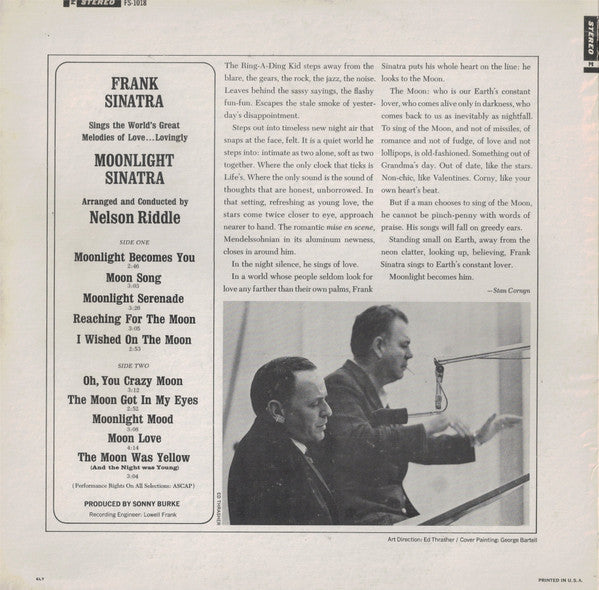 STEREO FS-1018
STEREO
FRANK
SINATRA
Sings the World's Great
Melodies of Love...Lovingly
MOONLIGHT
SINATRA
Arranged and Conducted by
Nelson Riddle
SIDE ONE
Moonlight Becomes You
2:46
Moon Song
3:03
Moonlight Serenade
3:26
Reaching For The Moon
3:05
I Wished On The Moon
2:53
SIDE TWO
Oh, You Crazy Moon
3:12
The Moon Got In My Eyes
2:52
Moonlight Mood
3:08
Moon Love
4:14
The Moon Was Yellow
(And the Night was Young)
3:04
(Performance Rights On All Selections: ASCAP)
PRODUCED BY SONNY BURKE
Recording Engineer: Lowell Frank
The Ring-A-Ding Kid steps away from the
blare, the gears, the rock, the jazz, the noise.
Leaves behind the sassy sayings, the flashy
fun-fun. Escapes the stale smoke of yester-
day's disappointment.
Steps out into timeless new night air that
snaps at the face, felt. It is a quiet world he
steps into: intimate as two alone, soft as two
together. Where the only clock that ticks is
Life's. Where the only sound is the sound of
thoughts that are honest, unborrowed. In
that setting, refreshing as young love, the
stars come twice closer to eye, approach
nearer to hand. The romantic mise en scene,
Mendelssohnian in its aluminum newness,
closes in around him.
In the night silence, he sings of love.
In a world whose people seldom look for
love any farther than their own palms, Frank
Sinatra puts his whole heart on the line: he
looks to the Moon.
The Moon: who is our Earth's constant
lover, who comes alive only in darkness, who
comes back to us as inevitably as nightfall.
To sing of the Moon, and not of missiles, of
romance and not of fudge, of love and not
lollipops, is old-fashioned. Something out of
Grandma's day. Out of date, like the stars.
Non-chic, like Valentines. Corny, like your
own heart's beat.
But if a man chooses to sing of the Moon,
he cannot be pinch-penny with words of
praise. His songs will fall on greedy ears.
Standing small on Earth, away from the
neon clatter, looking up, believing, Frank
Sinatra sings to Earth's constant lover.
Moonlight becomes him.
—Stan Cornyn
ED THRASHER
Art Direction: Ed Thrasher / Cover Painting: George Bartell
PRINTED IN U.S.A.